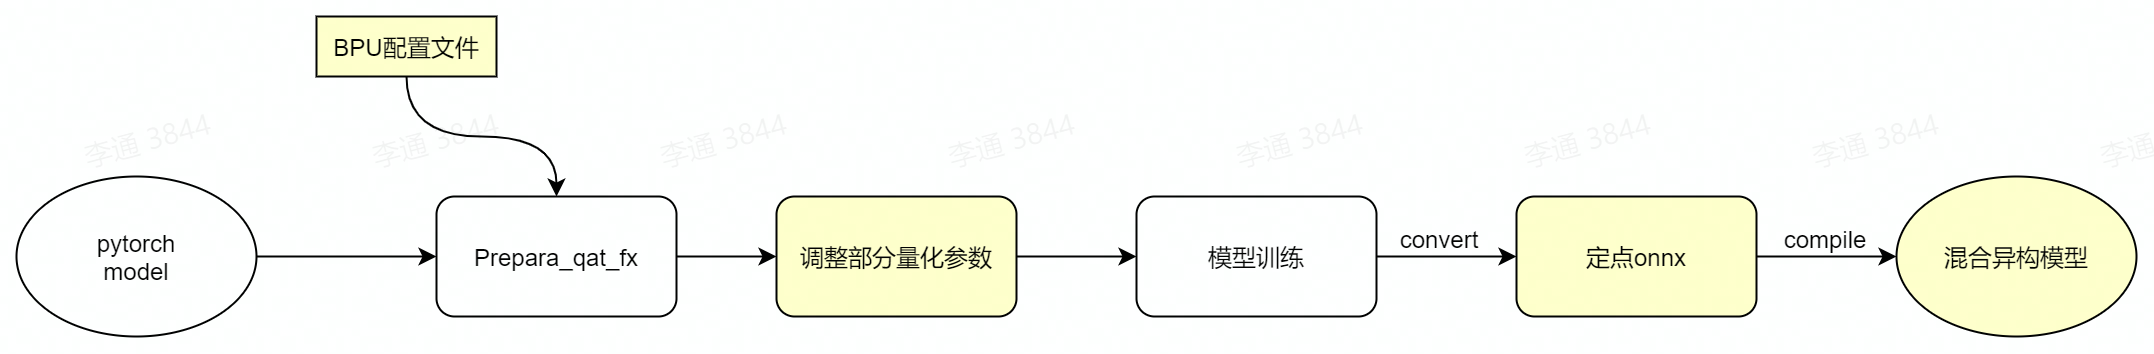 BPU配置文件
李通 3844
李通 3844
李通 3844
李通 3844
李通 3844
李通 3844
李通 3844
李通
pytorch
model
Prepara_qat_fx
调整部分量化参数
模型训练
convert
定点onnx
compile
混合异构模型